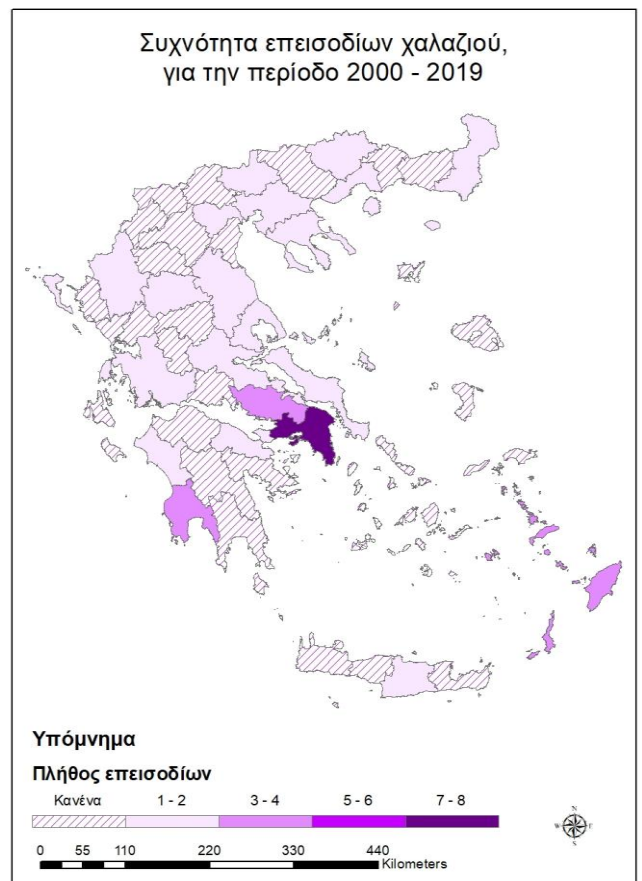 Συχνότητα επεισοδίων χαλαζιού,
για την περίοδο 2000 - 2019
Υπόμνημα
Πλήθος επεισοδίων
Κανένα 1 - 2 3 - 4 5 - 6 7 - 8
0 55 110 220 330 440
Kilometers
N
W E
S